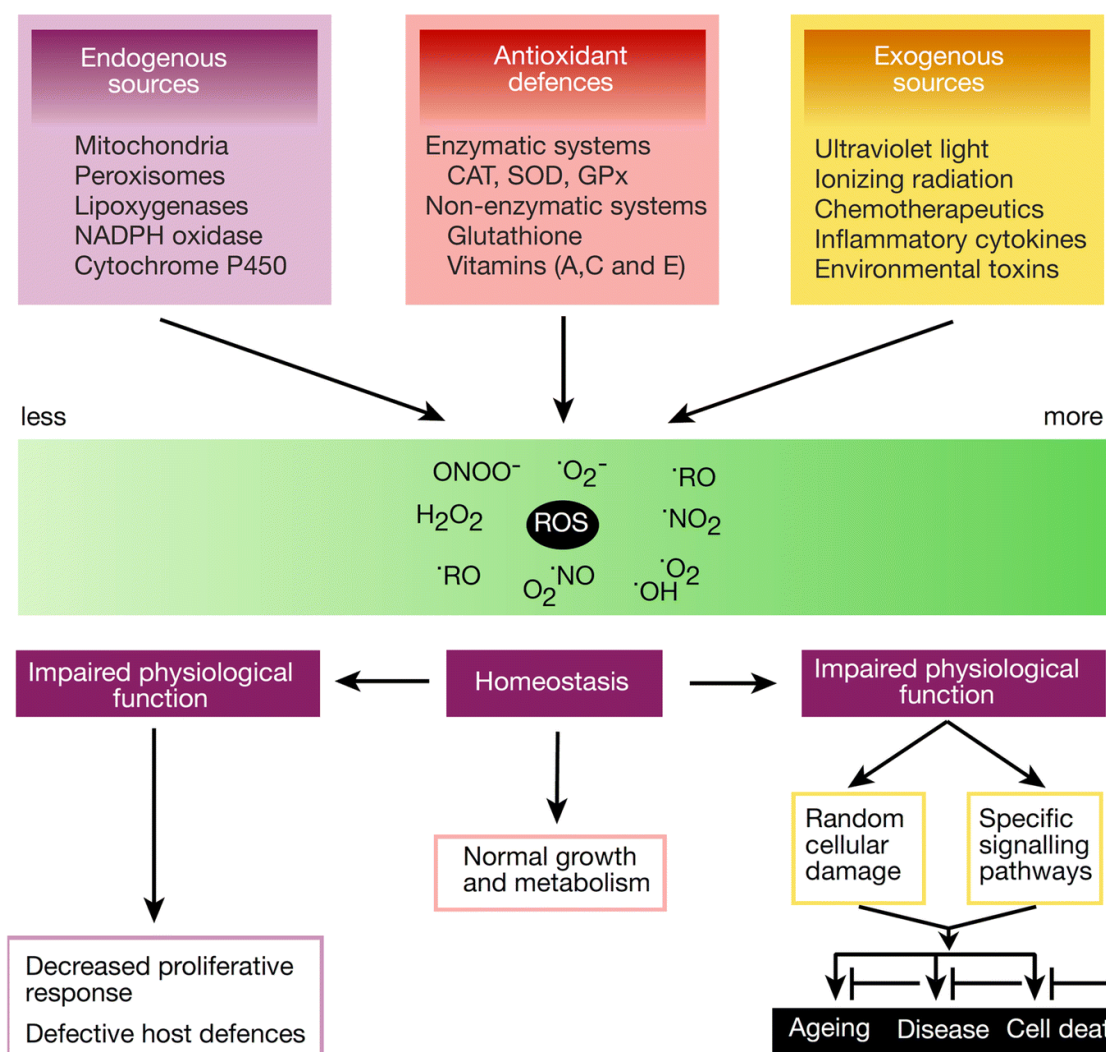 Endogenous
sources
Mitochondria
Peroxisomes
Lipoxygenases
NADPH oxidase
Cytochrome P450
Antioxidant
defences
Enzymatic systems
CAT, SOD, GPx
Non-enzymatic systems
Glutathione
Vitamins (A,C and E)
Exogenous
sources
Ultraviolet light
Ionizing radiation
Chemotherapeutics
Inflammatory cytokines
Environmental toxins
less
more
ONOO⁻ ˙O₂⁻ ˙RO
H₂O₂ ROS ˙NO₂
˙RO O₂˙NO ˙OH ˙O₂
Impaired physiological
function
Homeostasis
Impaired physiological
function
Normal growth
and metabolism
Random
cellular
damage
Specific
signalling
pathways
Decreased proliferative
response
Defective host defences
Ageing Disease Cell deat